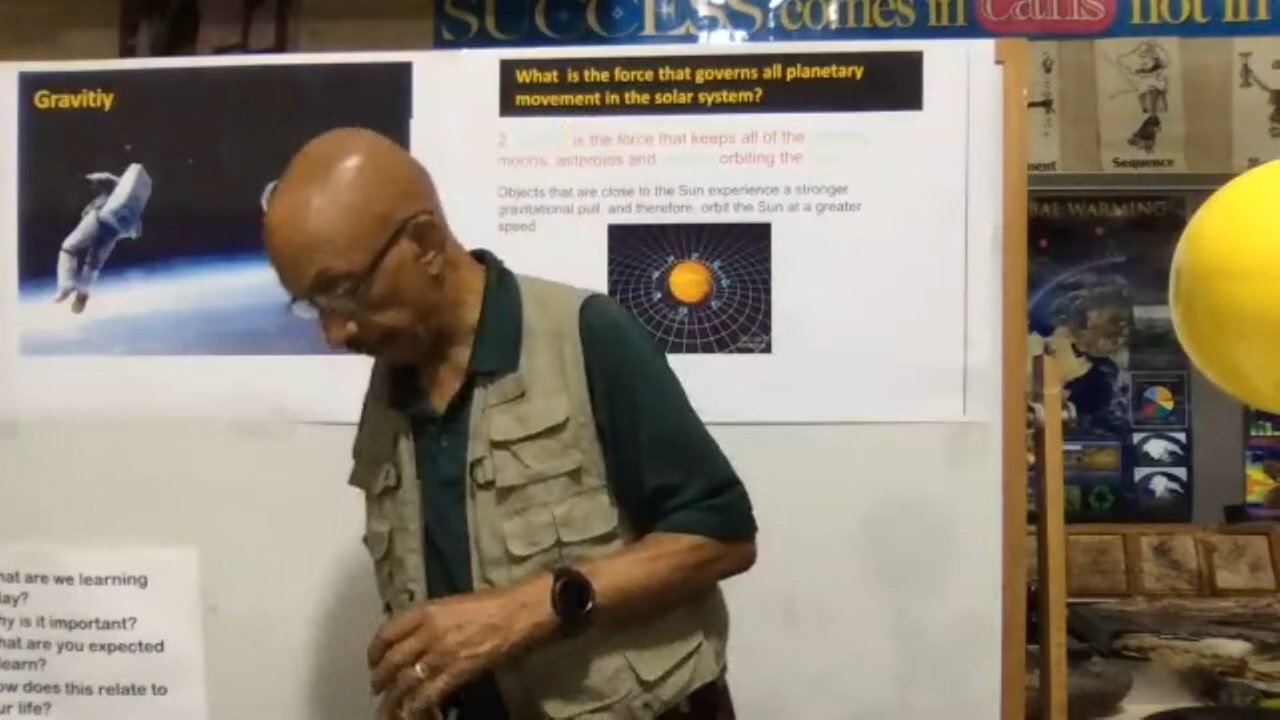 SUCCESS comes in Cans not in
Gravitiy
What is the force that governs all planetary
movement in the solar system?
2 is the force that keeps all of the
moons, asteroids and orbiting the
Objects that are close to the Sun experience a stronger
gravitational pull and therefore, orbit the Sun at a greater
speed
Sequence
BAL WARMING
hat are we learning
lay?
hy is it important?
hat are you expected
learn?
ow does this relate to
ur life?